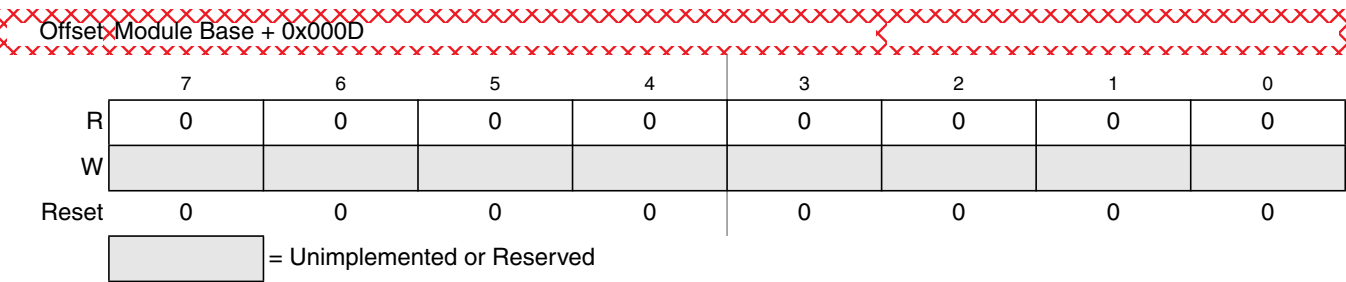 Offset Module Base + 0x000D
7 6 5 4 3 2 1 0
R 0 0 0 0 0 0 0 0
W
Reset 0 0 0 0 0 0 0 0
= Unimplemented or Reserved